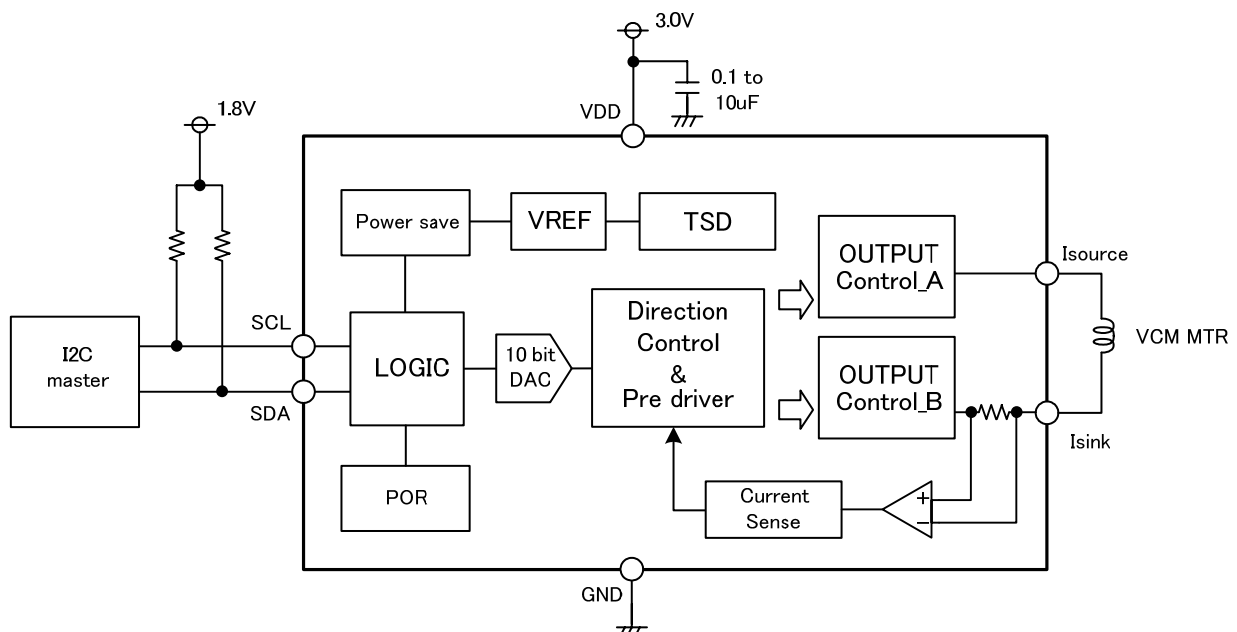 3.0V
0.1 to
10uF
VDD
1.8V
Power save
VREF
TSD
OUTPUT
Control_A
Isource
Direction
Control
&
Pre driver
SCL
I2C
master
LOGIC
10 bit
DAC
VCM MTR
OUTPUT
Control_B
SDA
Isink
POR
Current
Sense
+
−
GND